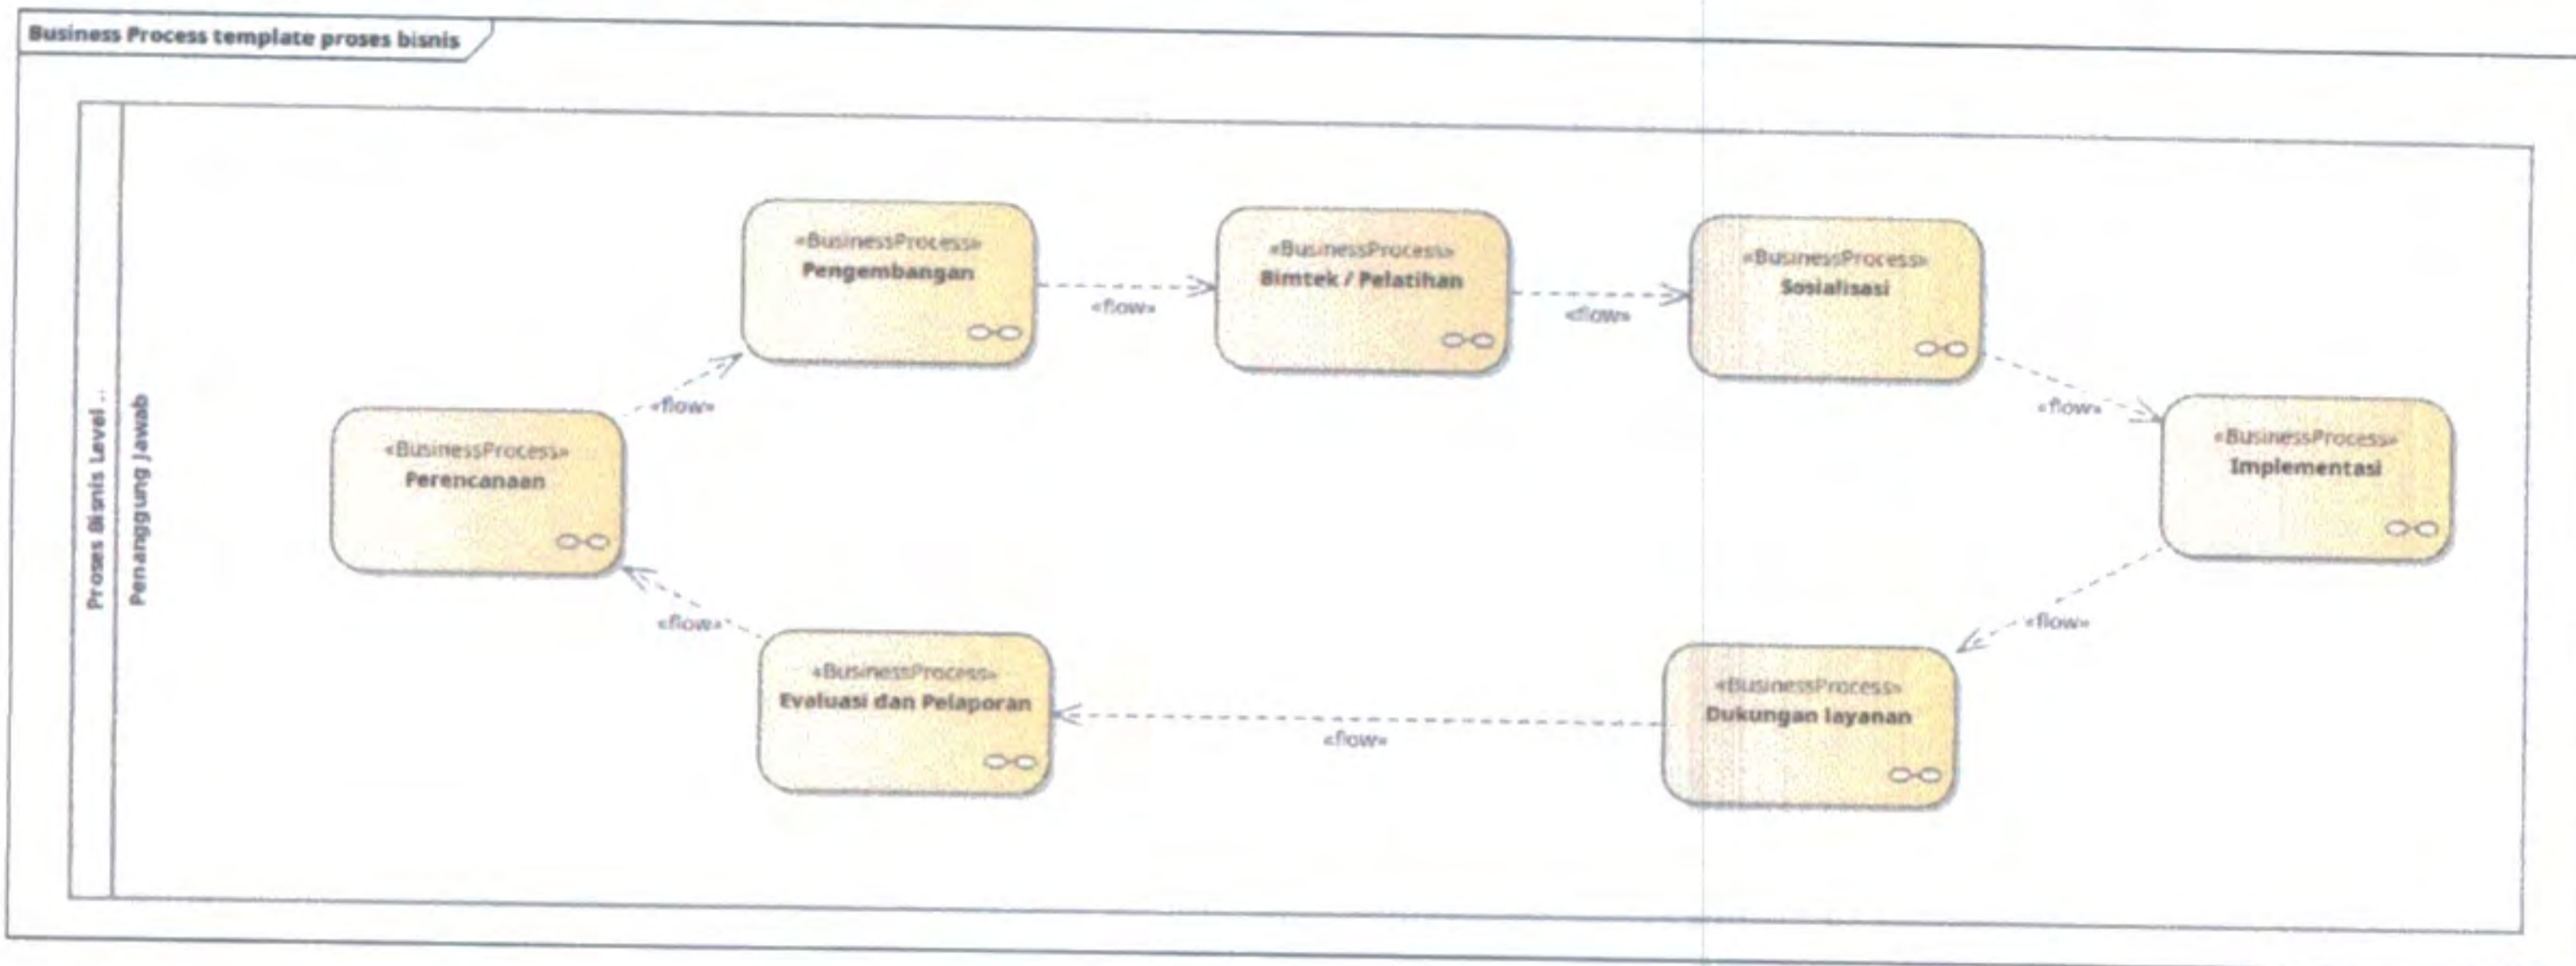 Business Process template proses bisnis
Proses Bisnis Level ...
Penanggung Jawab
«BusinessProcess»
Perencanaan
«flow»
«BusinessProcess»
Pengembangan
«flow»
«BusinessProcess»
Bimtek / Pelatihan
«flow»
«BusinessProcess»
Sosialisasi
«flow»
«BusinessProcess»
Implementasi
«flow»
«BusinessProcess»
Dukungan layanan
«flow»
«BusinessProcess»
Evaluasi dan Pelaporan
«flow»